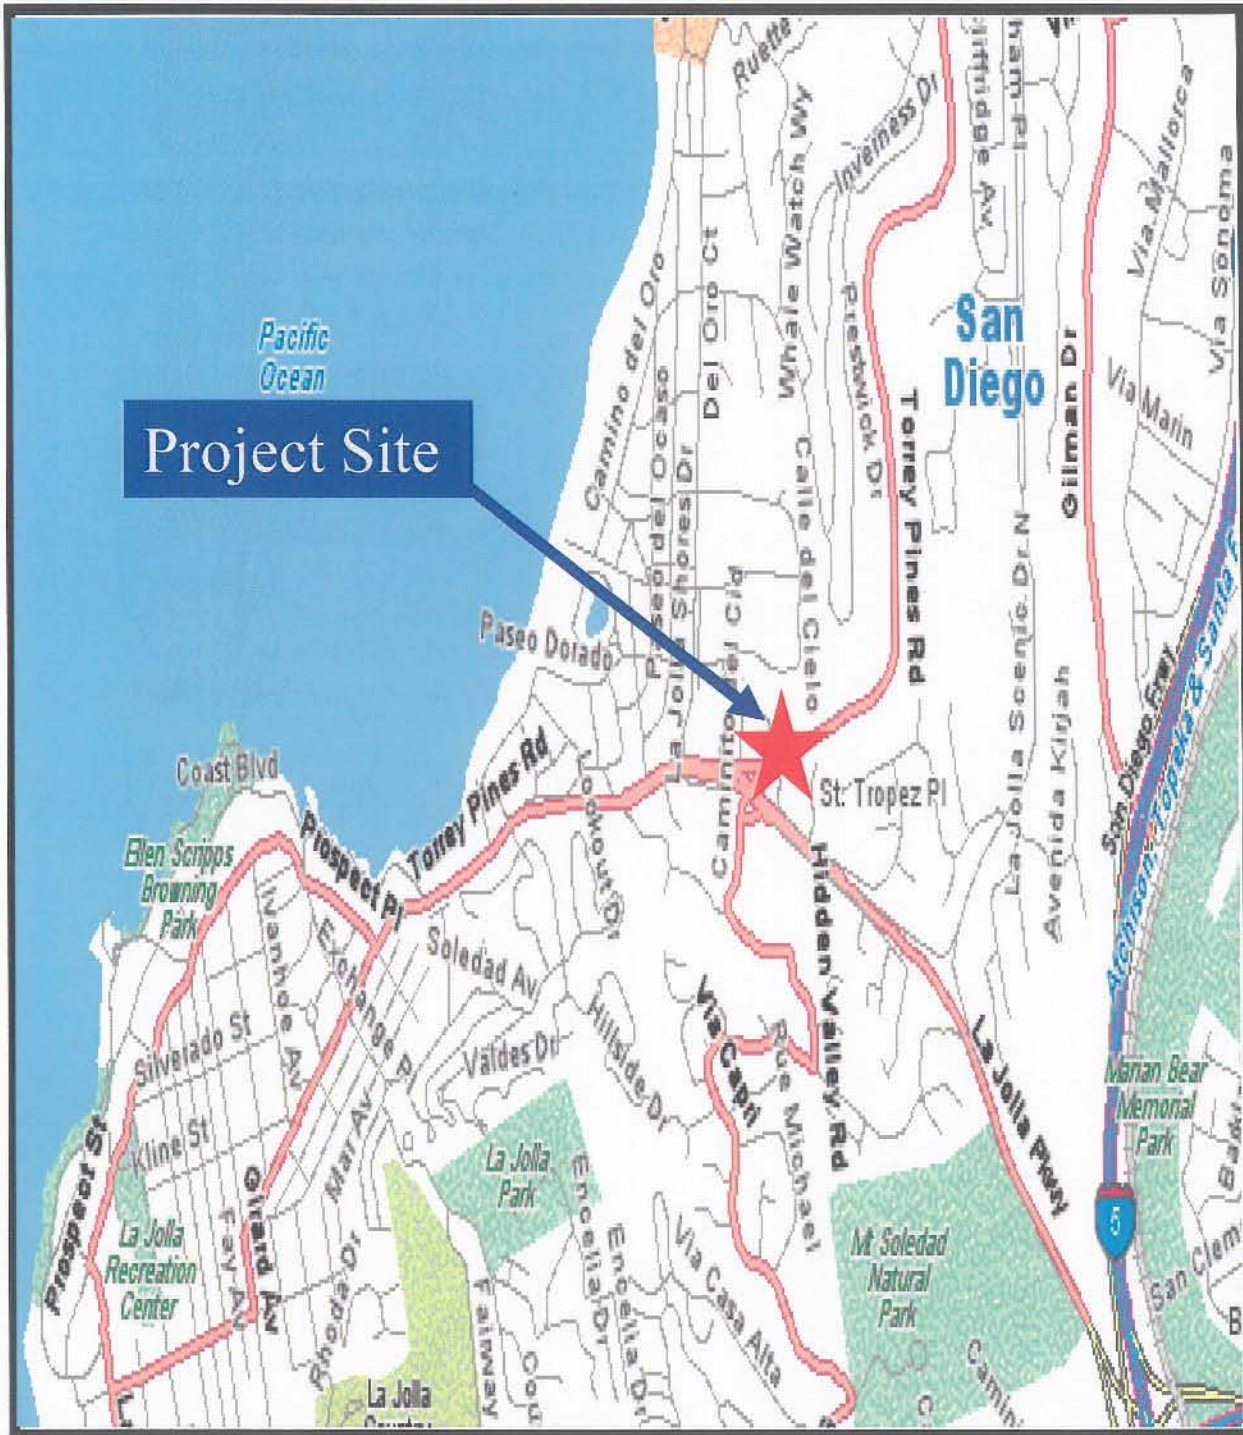 Ruette
Inverness Dr
Via Mallorca
Whale Watch Wy
Via Sonoma
Del Oro Ct
Camino del Oro
San
Diego
Pacific
Ocean
Prestwick Dr
Gilman Dr
Via Marin
Project Site
Paseo del Ocaso
La Jolla Shores Dr
Calle del Cielo
Torrey Pines Rd
La Jolla Scenic Dr N
Paseo Dorado
Caminito del Cid
Avenida Kirjah
San Diego Frwy
Atchison, Topeka & Santa F
Coast Blvd
Torrey Pines Rd
Lookout Dr
St. Tropez Pl
Ellen Scripps
Browning
Park
Prospect Pl
Ivanhoe Av
Exchange Pl
Soledad Av
Hidden Valley Rd
Silverado St
Valdes Dr
Hillside Dr
Via Capri
Rue Michael
La Jolla Pkwy
Marian Bear
Memorial
Park
Kline St
Mar Av
La Jolla
Park
Prospect St
Girard Av
Fay Av
La Jolla
Recreation
Center
Rhoda Dr
Encelia Dr
Encelia Dr
Via Casa Alta
Mt Soledad
Natural
Park
5
San Clem
Fairway
Cou
Camini
La Jolla